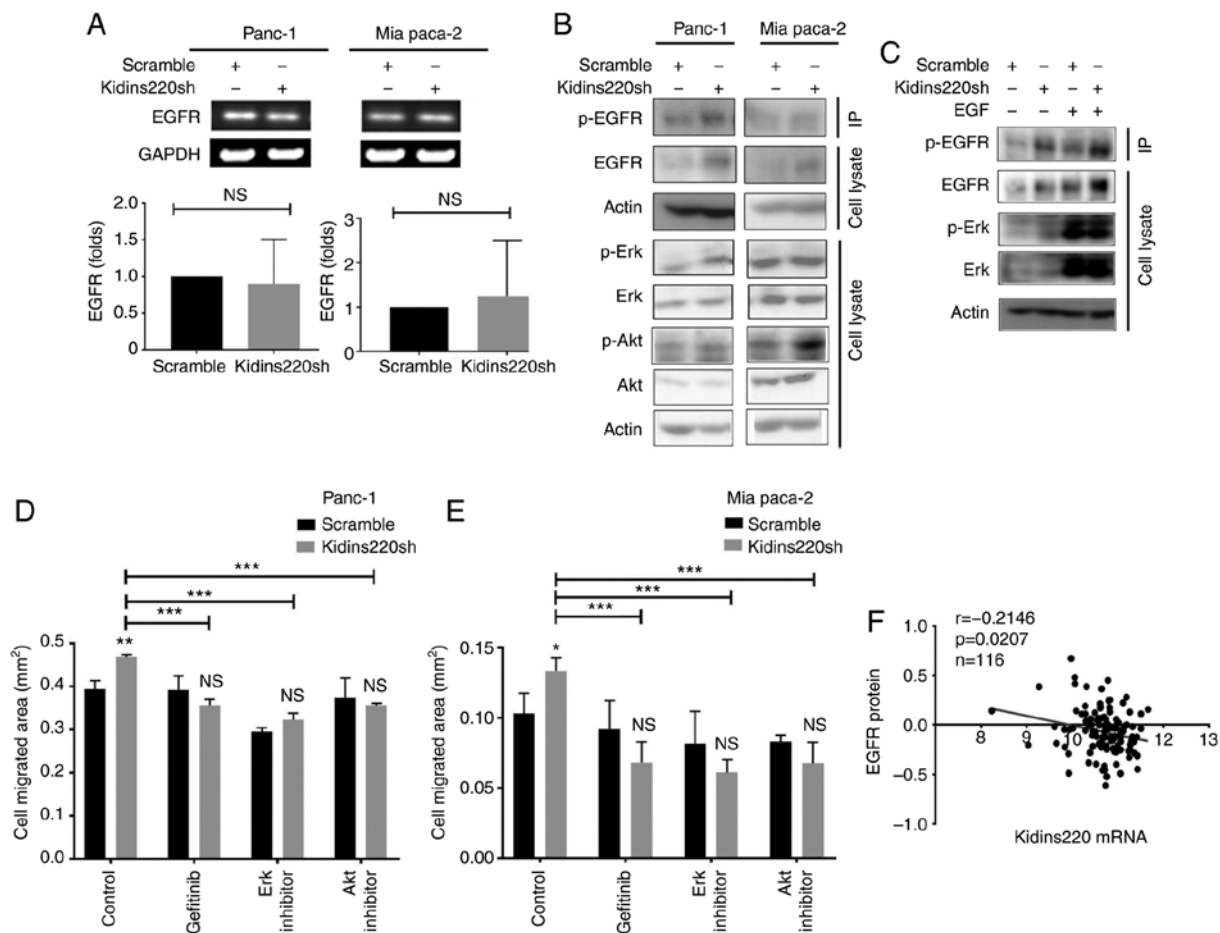 A
Panc-1
Mia paca-2
Scramble + − + −
Kidins220sh − + − +
EGFR
GAPDH
NS
EGFR (folds)
2.0
1.5
1.0
0.5
0
Scramble
Kidins220sh
NS
EGFR (folds)
3
2
1
0
Scramble
Kidins220sh
B
Panc-1
Mia paca-2
Scramble + − + −
Kidins220sh − + − +
p-EGFR
IP
EGFR
Actin
Cell lysate
p-Erk
Erk
p-Akt
Akt
Actin
Cell lysate
C
Scramble + − + −
Kidins220sh − + − +
EGF − − + +
p-EGFR
IP
EGFR
p-Erk
Erk
Actin
Cell lysate
D
Panc-1
Scramble
Kidins220sh
***
***
***
**
NS
NS
NS
Cell migrated area (mm²)
0.5
0.4
0.3
0.3
0.1
0.0
Control
Gefitinib
Erk
inhibitor
Akt
inhibitor
E
Mia paca-2
Scramble
Kidins220sh
***
***
***
*
NS
NS
NS
Cell migrated area (mm²)
0.15
0.10
0.05
0.00
Control
Gefitinib
Erk
inhibitor
Akt
inhibitor
F
r=−0.2146
p=0.0207
n=116
EGFR protein
1.0
0.5
0.0
−0.5
−1.0
8 9 10 11 12 13
Kidins220 mRNA